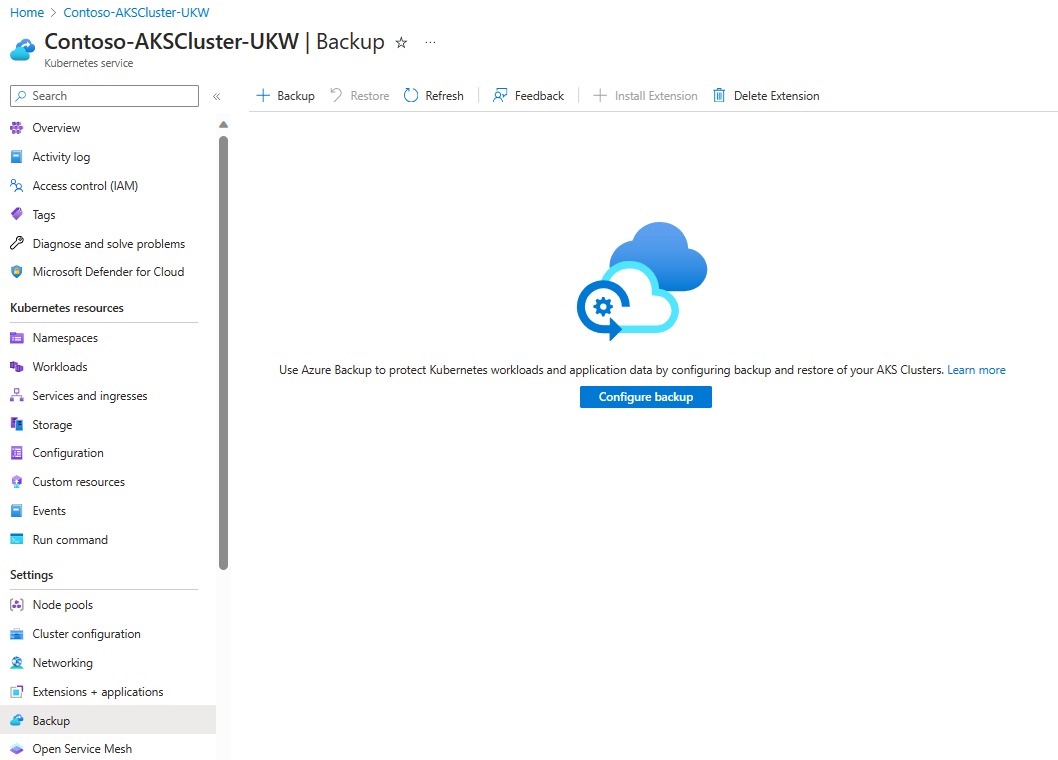 Home > Contoso-AKSCluster-UKW
Contoso-AKSCluster-UKW | Backup ☆ ...
Kubernetes service
Search «
+ Backup Restore Refresh Feedback + Install Extension Delete Extension
Overview
Activity log
Access control (IAM)
Tags
Diagnose and solve problems
Microsoft Defender for Cloud
Kubernetes resources
Namespaces
Workloads
Services and ingresses
Storage
Configuration
Custom resources
Events
Run command
Settings
Node pools
Cluster configuration
Networking
Extensions + applications
Backup
Open Service Mesh
Use Azure Backup to protect Kubernetes workloads and application data by configuring backup and restore of your AKS Clusters. Learn more
Configure backup